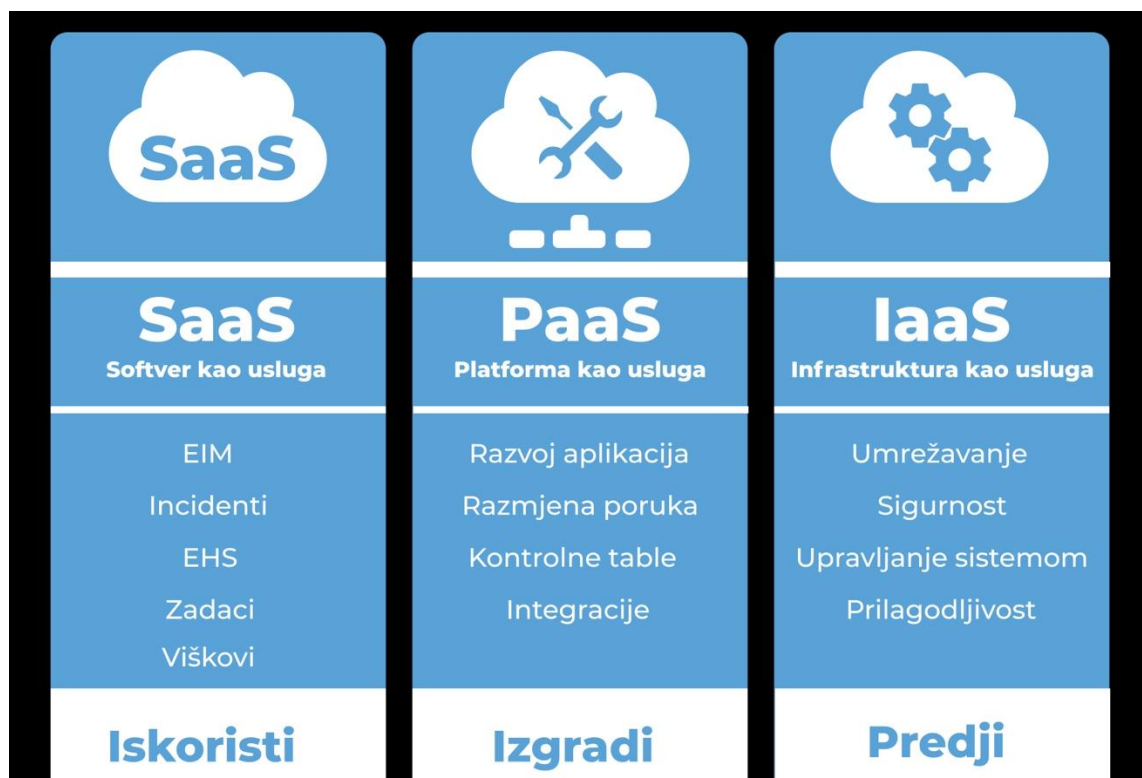 SaaS
SaaS
Softver kao usluga
EIM
Incidenti
EHS
Zadaci
Viškovi
Iskoristi
PaaS
Platforma kao usluga
Razvoj aplikacija
Razmjena poruka
Kontrolne table
Integracije
Izgradi
IaaS
Infrastruktura kao usluga
Umrežavanje
Sigurnost
Upravljanje sistemom
Prilagodljivost
Predji